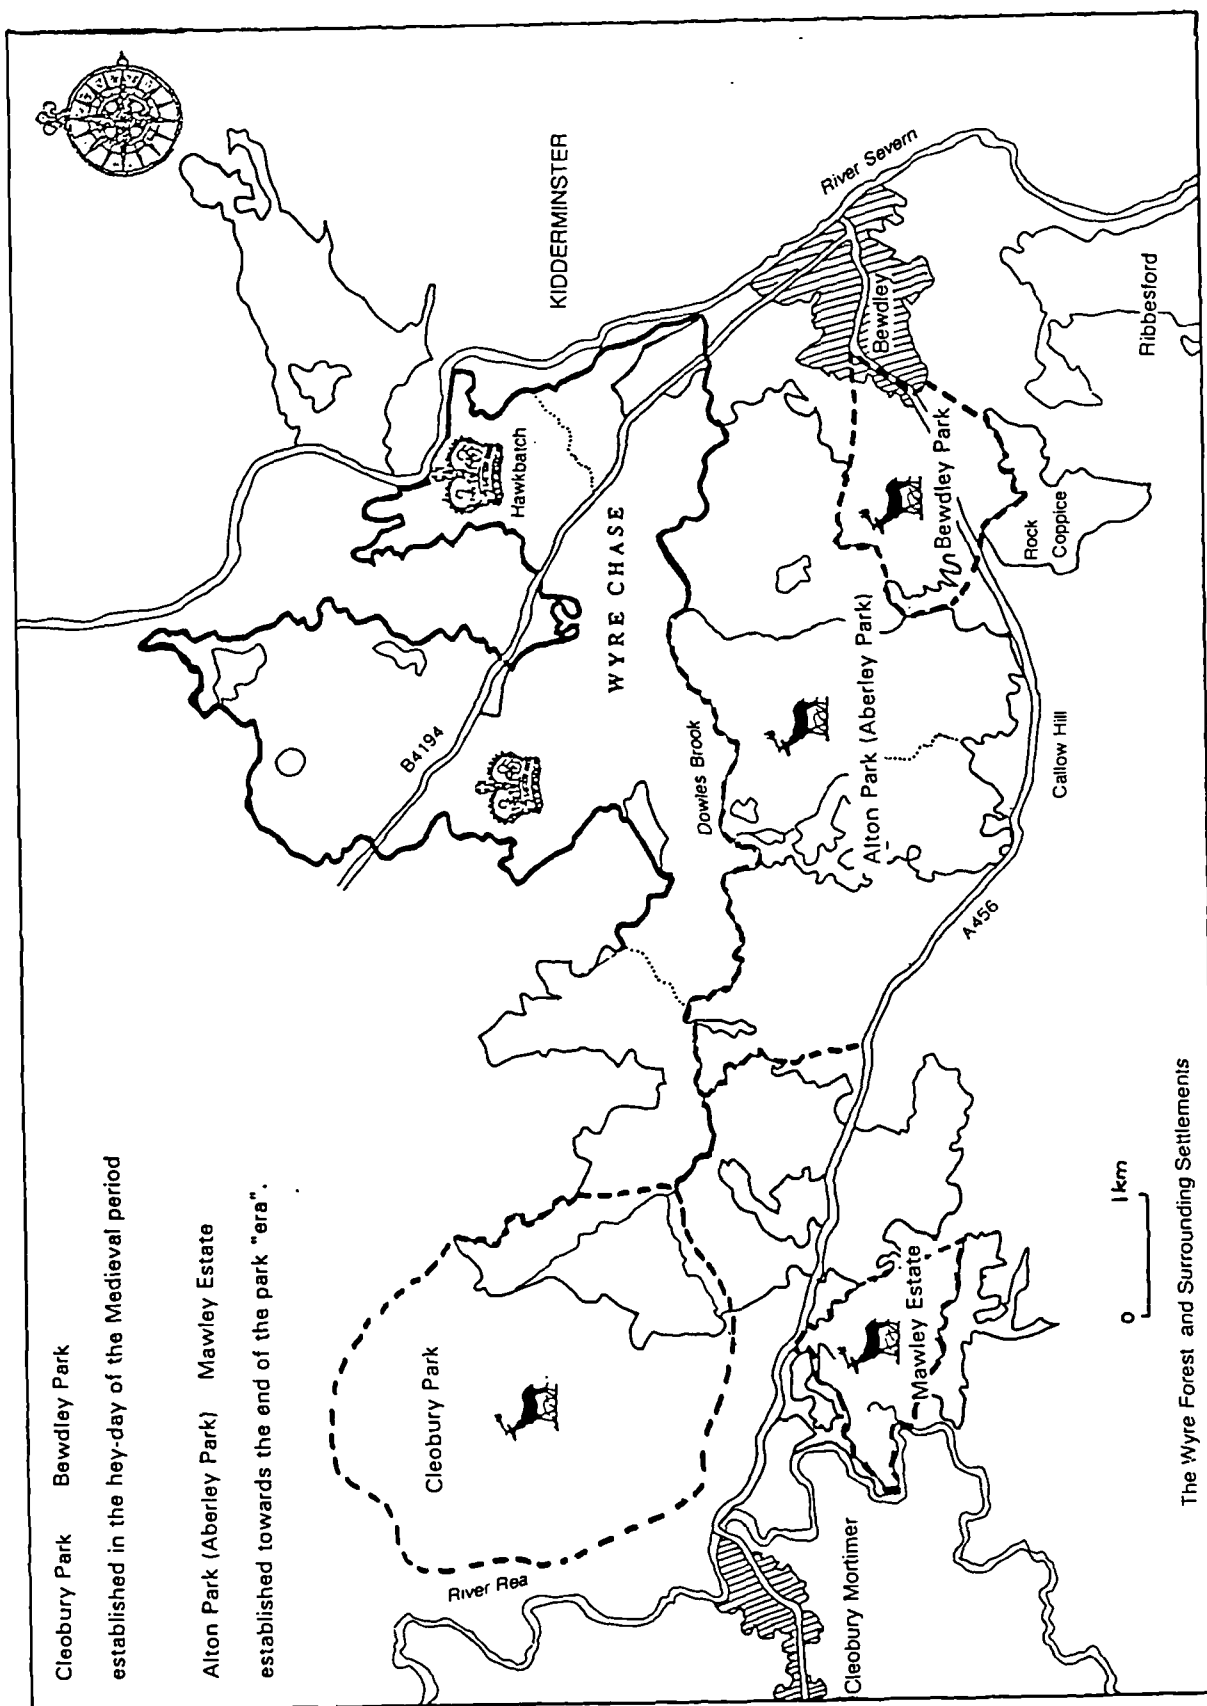 Cleobury Park Bewdley Park
established in the hey-day of the Medieval period
Alton Park (Aberley Park) Mawley Estate
established towards the end of the park "era".
KIDDERMINSTER
River Severn
Hawkbatch
WYRE CHASE
B4194
Bewdley
Ribbesford
Bewdley Park
Rock
Coppice
Dowles Brook
Alton Park (Aberley Park)
Callow Hill
A456
Cleobury Park
River Rea
Mawley Estate
Cleobury Mortimer
0 1km
The Wyre Forest and Surrounding Settlements